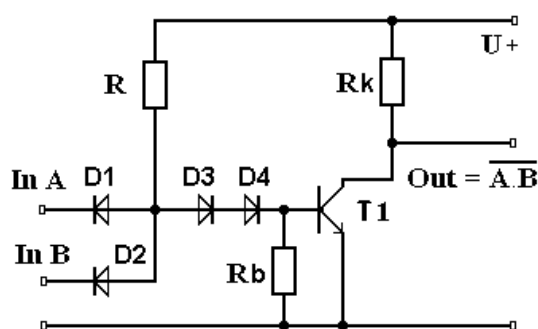 U+
R
Rk
In A
D1
D3
D4
Out = A.B
T1
In B
D2
Rb